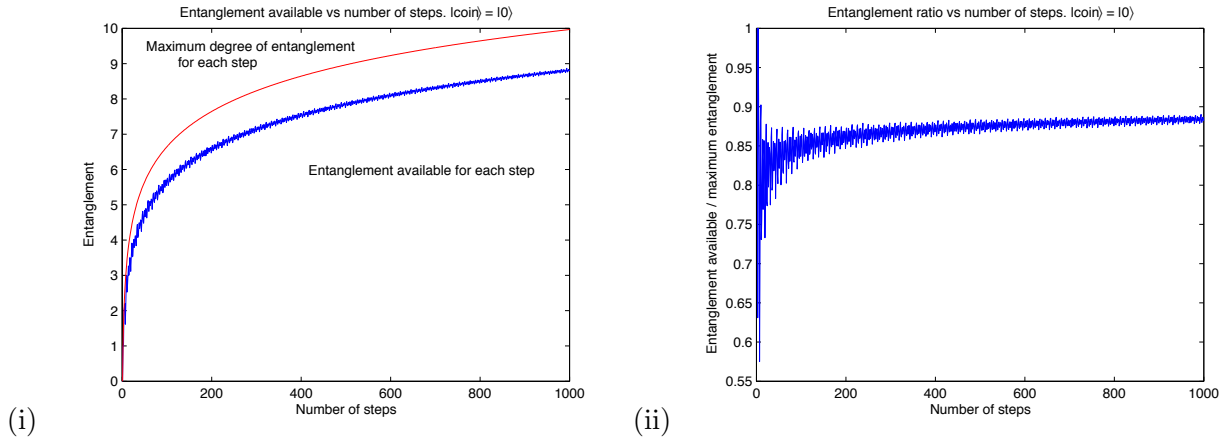 Entanglement available vs number of steps. |coin⟩ = |0⟩
10
9
8
7
6
5
4
3
2
1
0
Entanglement
Maximum degree of entanglement
for each step
Entanglement available for each step
0 200 400 600 800 1000
Number of steps
(i)
Entanglement ratio vs number of steps. |coin⟩ = |0⟩
1
0.95
0.9
0.85
0.8
0.75
0.7
0.65
0.6
0.55
Entanglement available / maximum entanglement
0 200 400 600 800 1000
Number of steps
(ii)